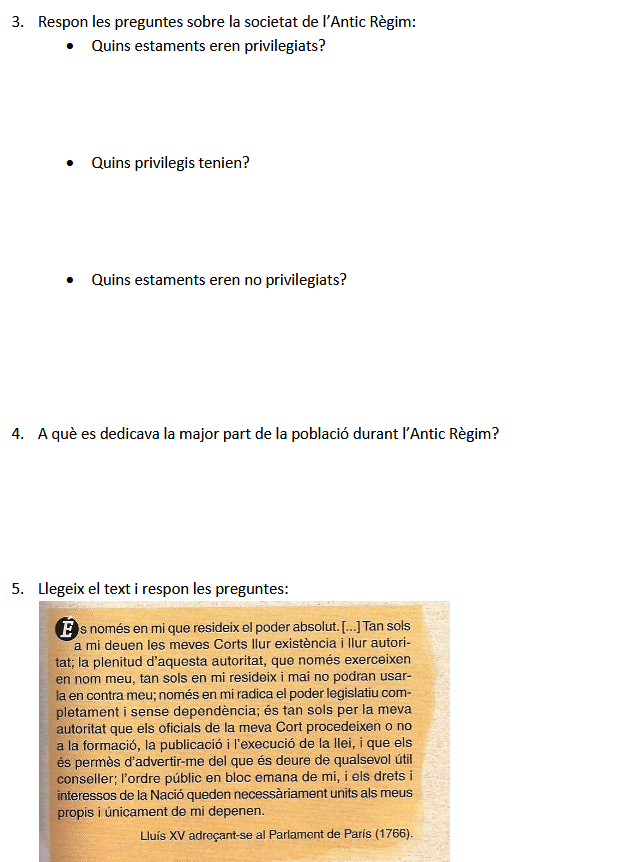 3. Respon les preguntes sobre la societat de l'Antic Règim:
• Quins estaments eren privilegiats?
• Quins privilegis tenien?
• Quins estaments eren no privilegiats?
4. A què es dedicava la major part de la població durant l'Antic Règim?
5. Llegeix el text i respon les preguntes:
És només en mi que resideix el poder absolut. [...] Tan sols
a mi deuen les meves Corts llur existència i llur autori-
tat; la plenitud d'aquesta autoritat, que només exerceixen
en nom meu, tan sols en mi resideix i mai no podran usar-
la en contra meu; només en mi radica el poder legislatiu com-
pletament i sense dependència; és tan sols per la meva
autoritat que els oficials de la meva Cort procedeixen o no
a la formació, la publicació i l'execució de la llei, i que els
és permès d'advertir-me del que és deure de qualsevol útil
conseller; l'ordre públic en bloc emana de mi, i els drets i
interessos de la Nació queden necessàriament units als meus
propis i únicament de mi depenen.
Lluís XV adreçant-se al Parlament de París (1766).